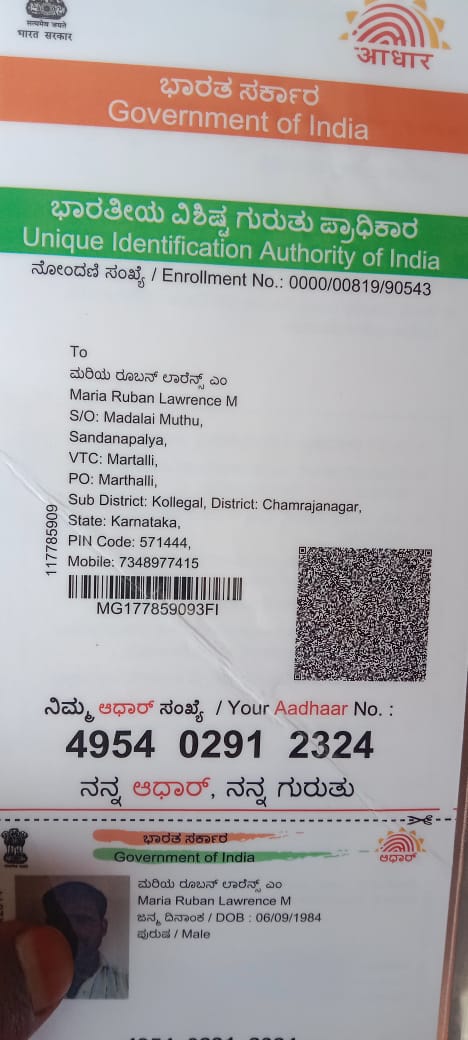 सत्यमेव जयते
भारत सरकार
आधार
ಭಾರತ ಸರ್ಕಾರ
Government of India
ಭಾರತೀಯ ವಿಶಿಷ್ಟ ಗುರುತು ಪ್ರಾಧಿಕಾರ
Unique Identification Authority of India
ನೋಂದಣಿ ಸಂಖ್ಯೆ / Enrollment No.: 0000/00819/90543
To
ಮರಿಯ ರೂಬನ್ ಲಾರೆನ್ಸ್ ಎಂ
Maria Ruban Lawrence M
S/O: Madalai Muthu,
Sandanapalya,
VTC: Martalli,
PO: Marthalli,
Sub District: Kollegal, District: Chamrajanagar,
State: Karnataka,
PIN Code: 571444,
Mobile: 7348977415
117785909
MG177859093FI
ನಿಮ್ಮ ಆಧಾರ್ ಸಂಖ್ಯೆ / Your Aadhaar No. :
4954 0291 2324
ನನ್ನ ಆಧಾರ್, ನನ್ನ ಗುರುತು
ಭಾರತ ಸರ್ಕಾರ
Government of India
ಆಧಾರ್
ಮರಿಯ ರೂಬನ್ ಲಾರೆನ್ಸ್ ಎಂ
Maria Ruban Lawrence M
ಜನ್ಮ ದಿನಾಂಕ / DOB : 06/09/1984
ಪುರುಷ / Male